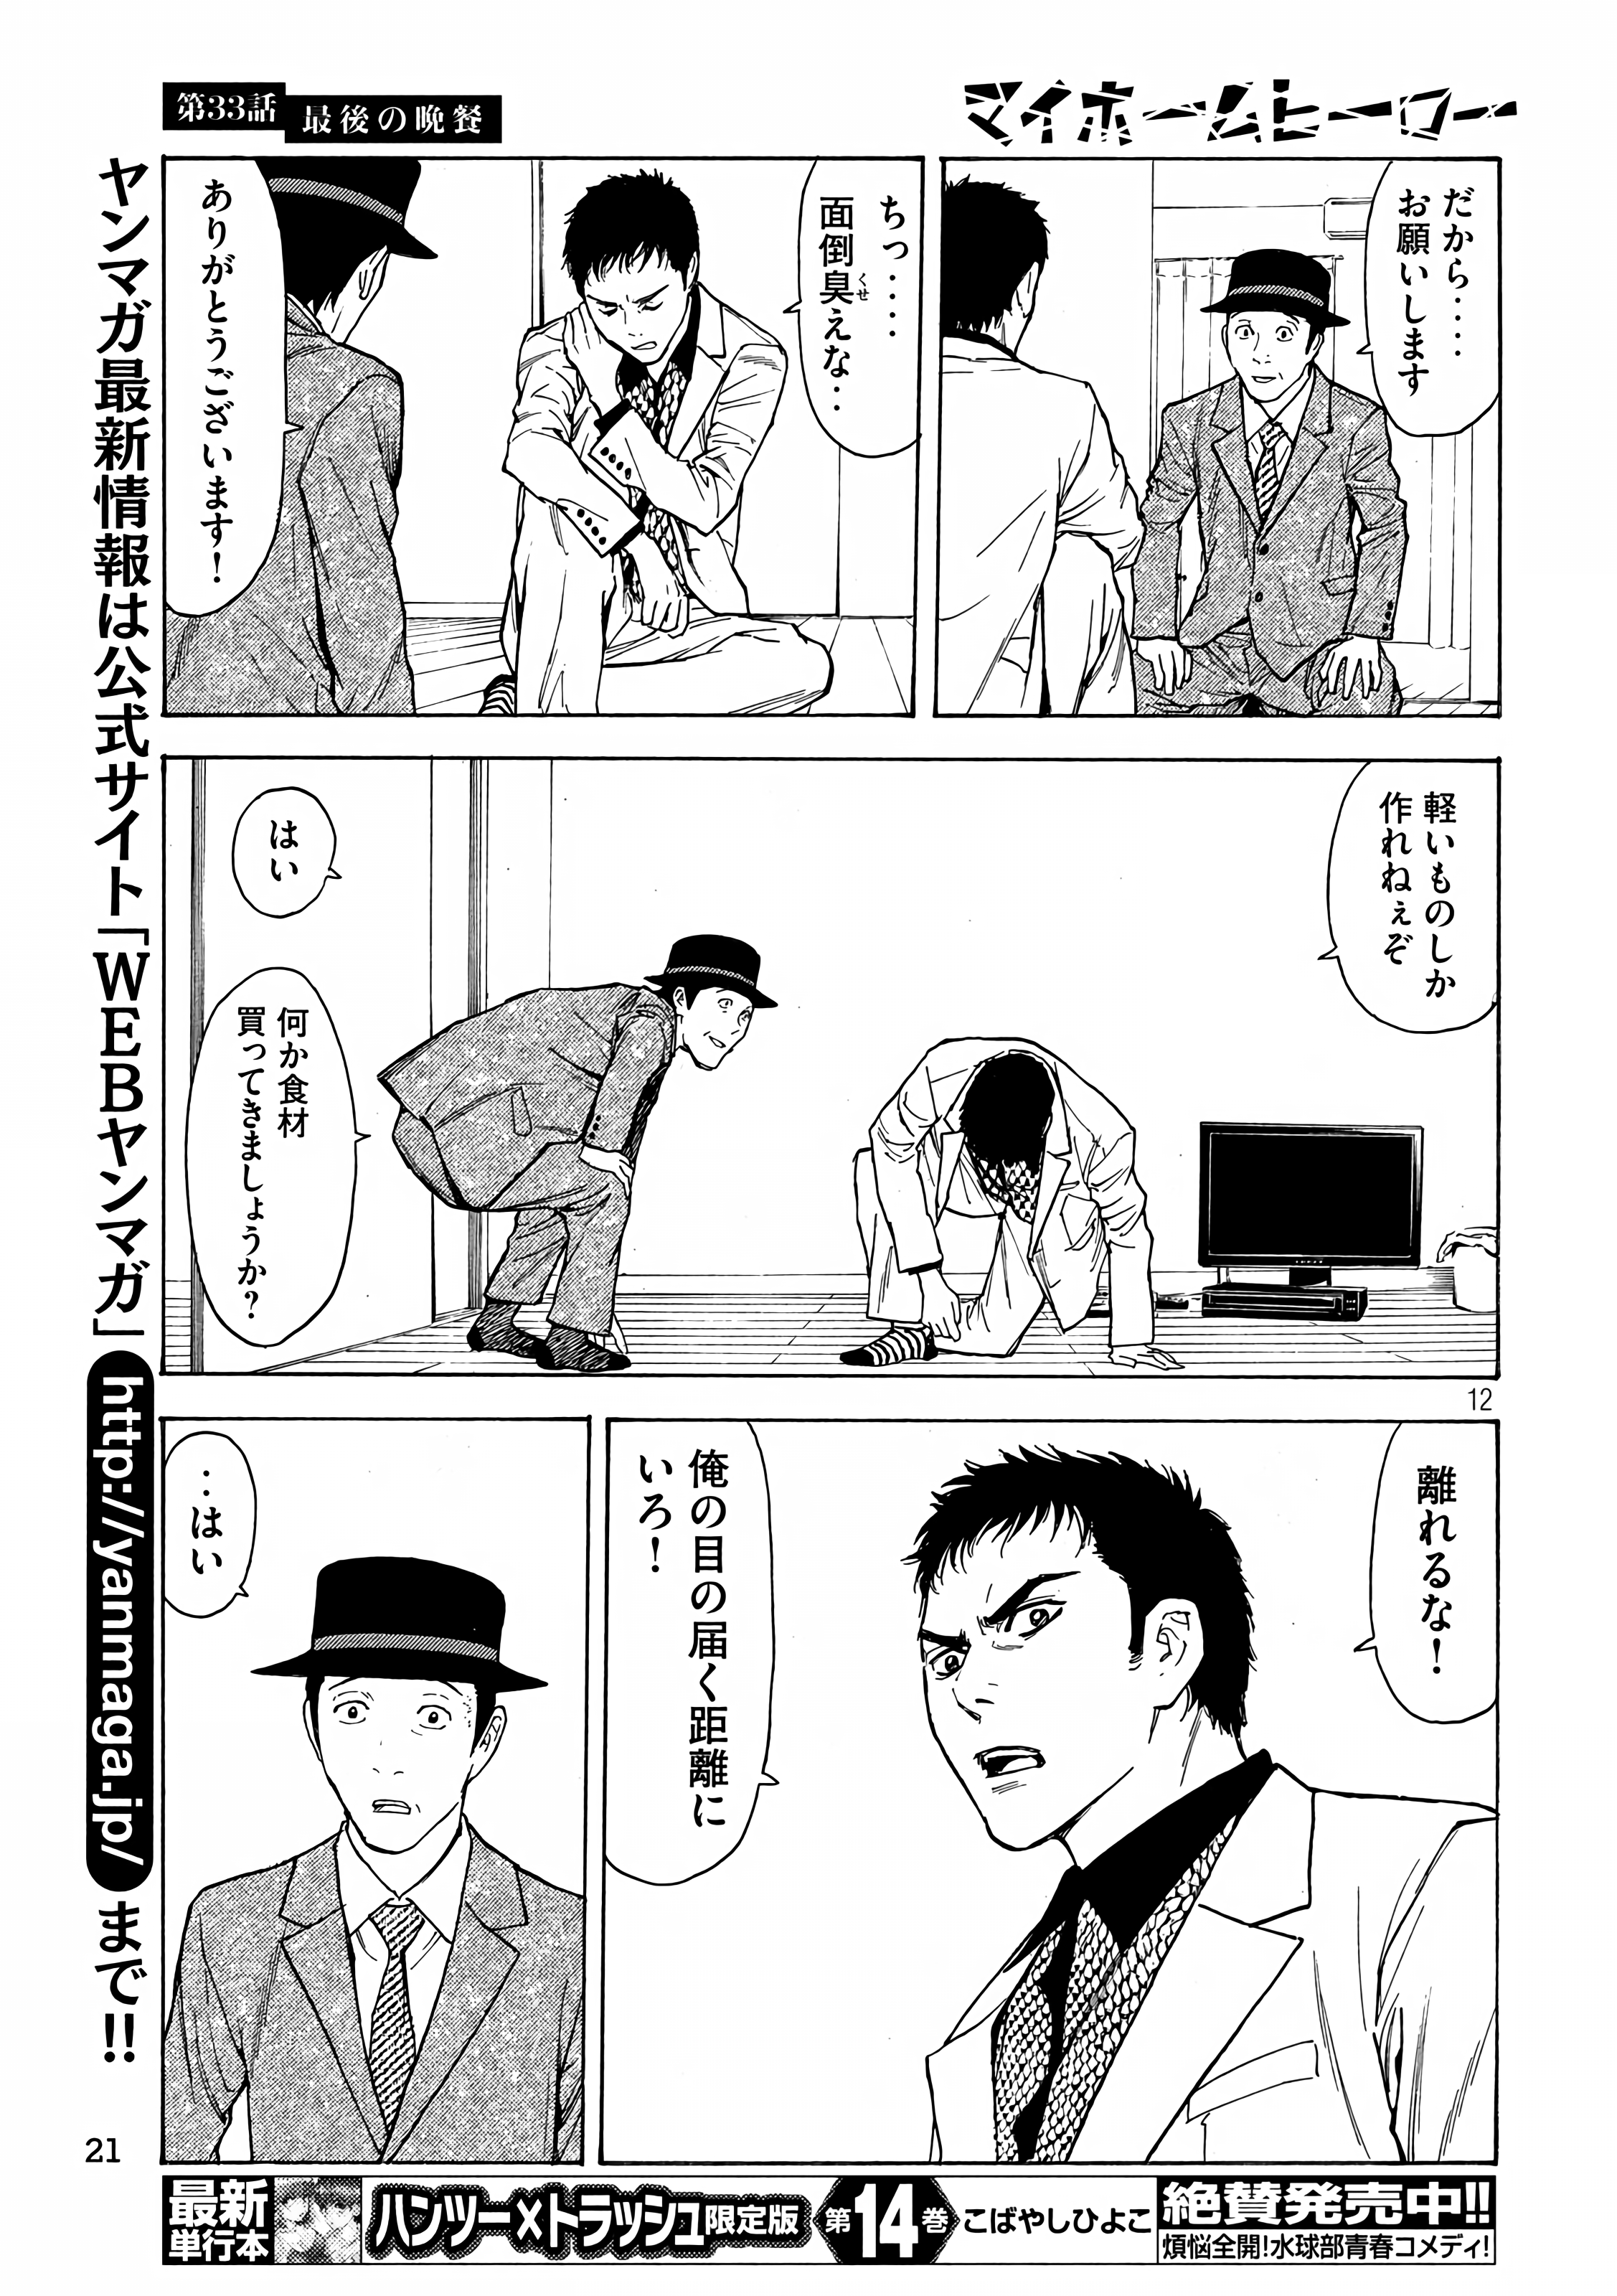 マイホームヒーロー
第33話
最後の晩餐
だから‥‥
お願いします
ちっ‥‥
面倒臭えな‥
くせ
ありがとうございます!
軽いものしか
作れねぇぞ
はい
何か食材
買ってきましょうか?
12
離れるな!
俺の目の届く距離に
いろ!
‥はい
ヤンマガ最新情報は公式サイト「WEBヤンマガ」http://yanmaga.jp/まで!!
21
最新
単行本
ハンツー×トラッシュ限定版
第14巻
こばやしひよこ
絶賛発売中!!
煩悩全開!水球部青春コメディ!